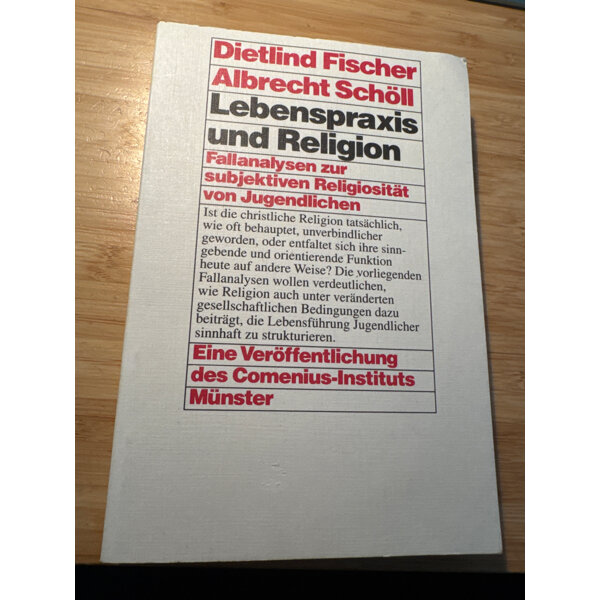 Dietlind Fischer
Albrecht Schöll
Lebenspraxis
und Religion
Fallanalysen zur
subjektiven Religiosität
von Jugendlichen
Ist die christliche Religion tatsächlich,
wie oft behauptet, unverbindlicher
geworden, oder entfaltet sich ihre sinn-
gebende und orientierende Funktion
heute auf andere Weise? Die vorliegenden
Fallanalysen wollen verdeutlichen,
wie Religion auch unter veränderten
gesellschaftlichen Bedingungen dazu
beiträgt, die Lebensführung Jugendlicher
sinnhaft zu strukturieren.
Eine Veröffentlichung
des Comenius-Instituts
Münster